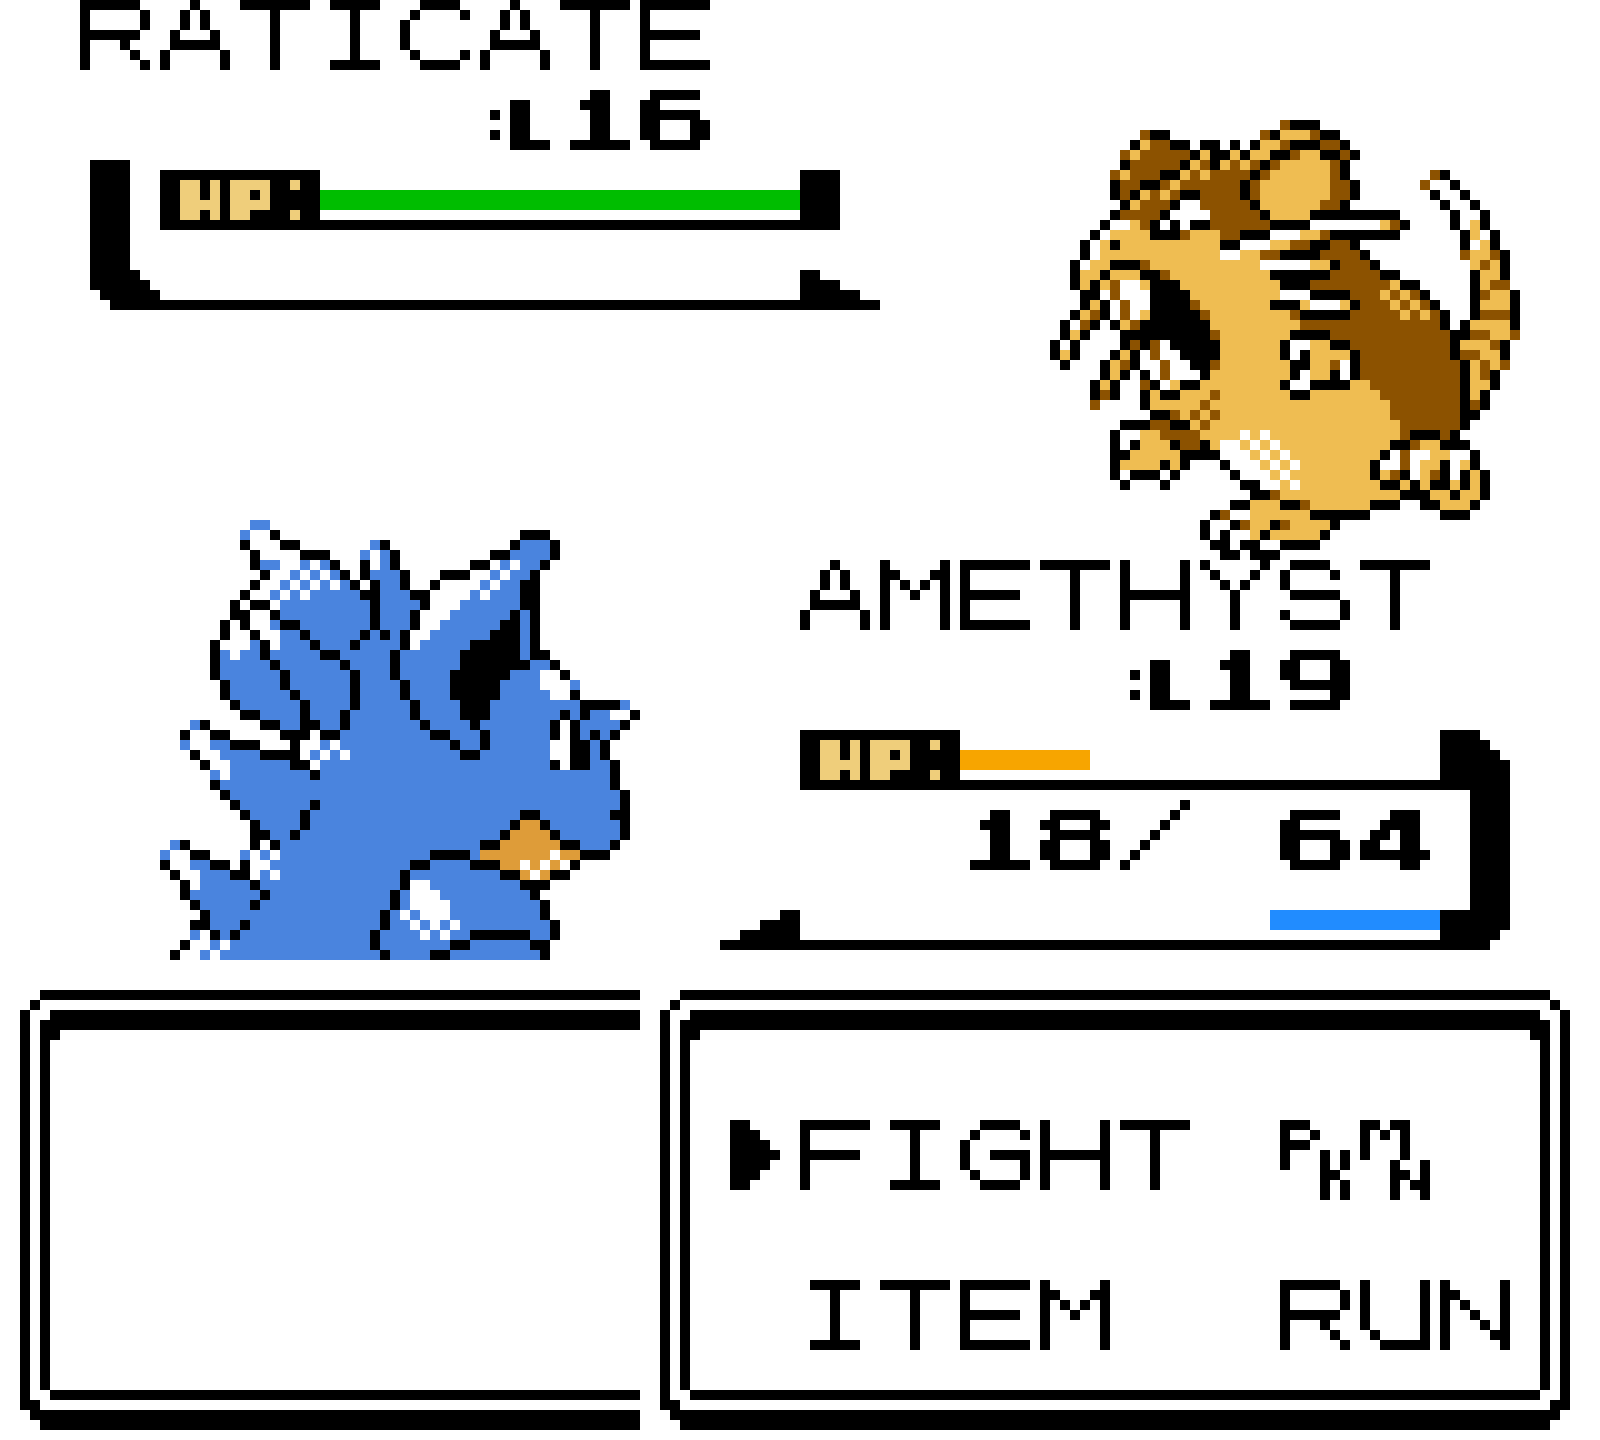 RATICATE
:L16
HP:
AMETHYST
:L19
HP:
18/ 64
▶FIGHT PKMN
ITEM RUN